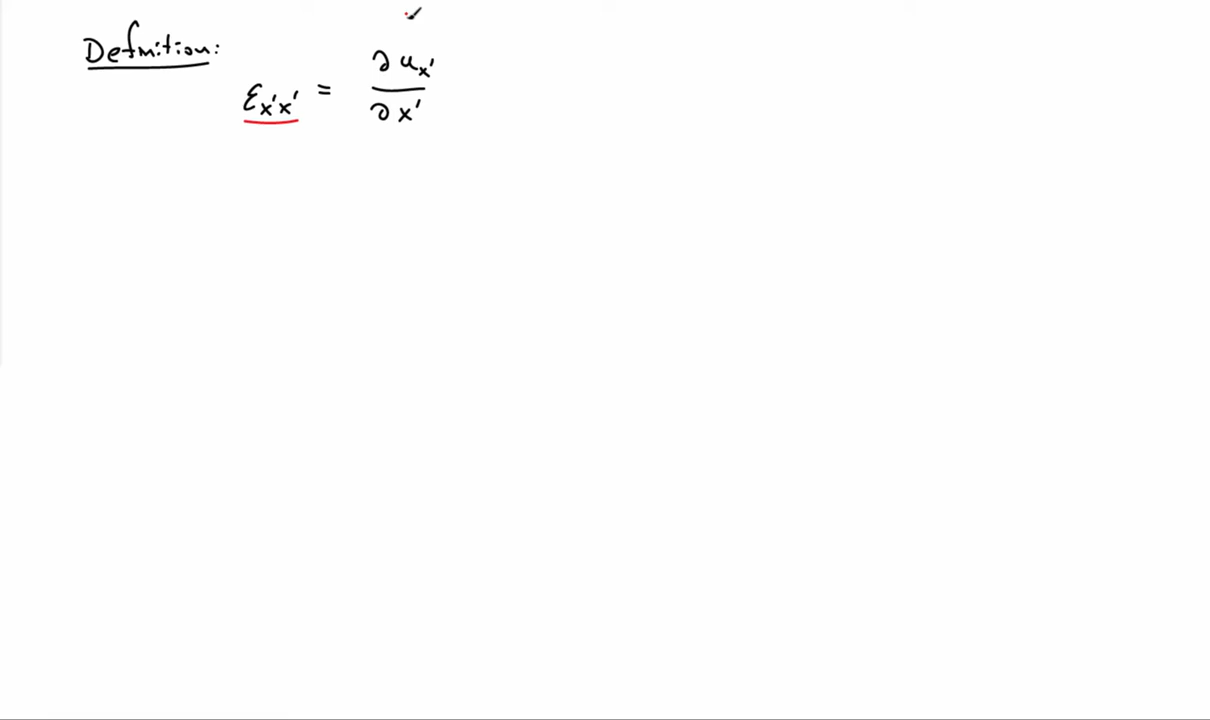 Definition:
εx'x' = ∂ux' / ∂x'